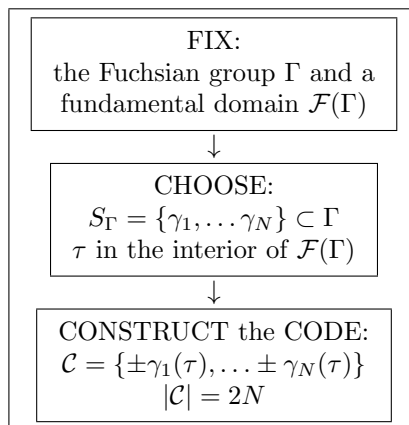 FIX:
the Fuchsian group Γ and a
fundamental domain ℱ(Γ)
↓
CHOOSE:
S_Γ = {γ_1, … γ_N} ⊂ Γ
τ in the interior of ℱ(Γ)
↓
CONSTRUCT the CODE:
𝒞 = {±γ_1(τ), … ± γ_N(τ)}
|𝒞| = 2N